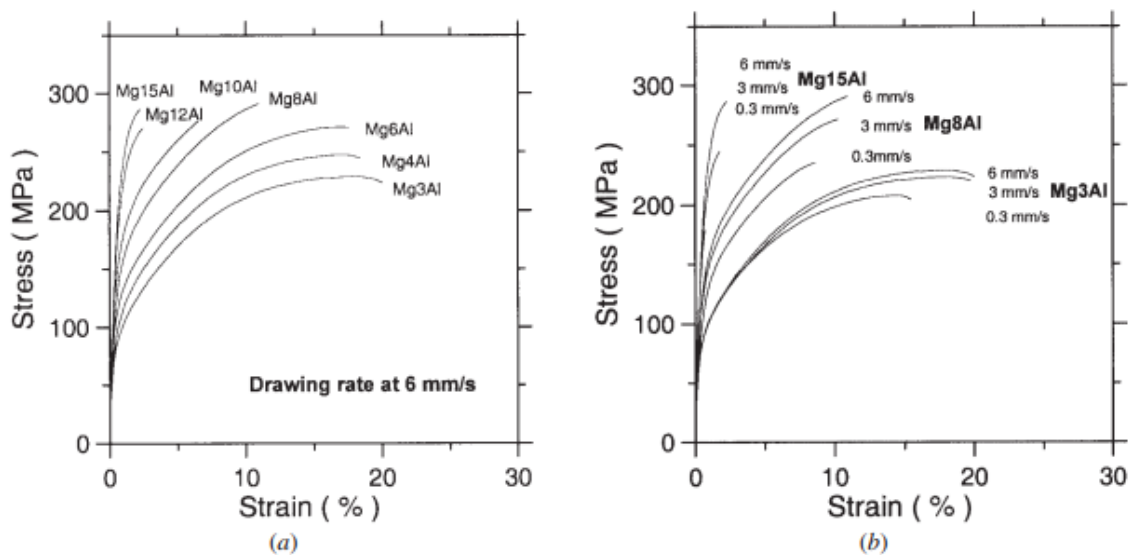 Stress ( MPa )
300
200
100
0
Mg15Al
Mg10Al
Mg12Al
Mg8Al
Mg6Al
Mg4Al
Mg3Al
Drawing rate at 6 mm/s
0 10 20 30
Strain ( % )
(a)
Stress ( MPa )
300
200
100
0
6 mm/s
3 mm/s Mg15Al
0.3 mm/s
6 mm/s
3 mm/s Mg8Al
0.3mm/s
6 mm/s
3 mm/s Mg3Al
0.3 mm/s
0 10 20 30
Strain ( % )
(b)